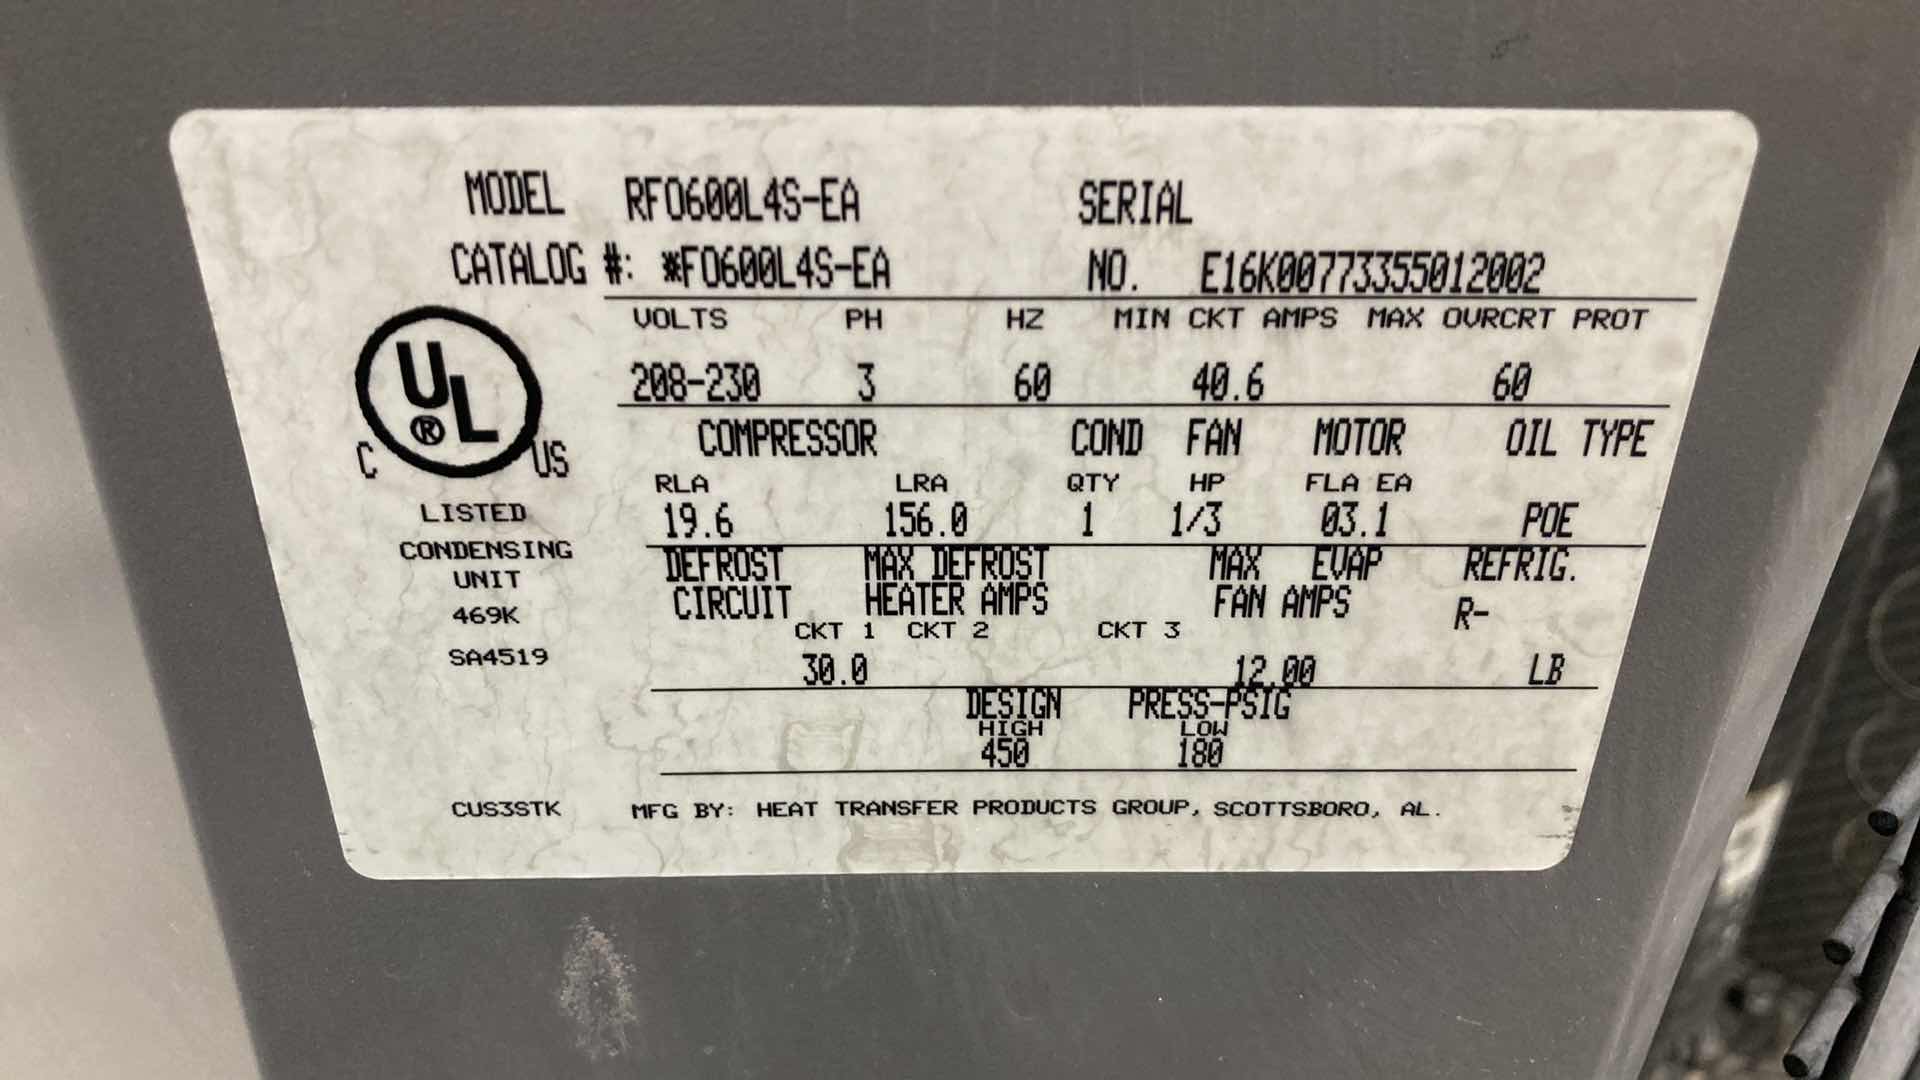 MODEL RFO600L4S-EA SERIAL
CATALOG #: *FO600L4S-EA NO. E16K00773355012002
VOLTS PH HZ MIN CKT AMPS MAX OVRCRT PROT
208-230 3 60 40.6 60
COMPRESSOR COND FAN MOTOR OIL TYPE
RLA LRA QTY HP FLA EA
19.6 156.0 1 1/3 03.1 POE
DEFROST MAX DEFROST MAX EVAP REFRIG.
CIRCUIT HEATER AMPS FAN AMPS R-
CKT 1 CKT 2 CKT 3
30.0 12.00 LB
DESIGN PRESS-PSIG
HIGH LOW
450 180
UL
®
C US
LISTED
CONDENSING
UNIT
469K
SA4519
CUS3STK MFG BY: HEAT TRANSFER PRODUCTS GROUP, SCOTTSBORO, AL.